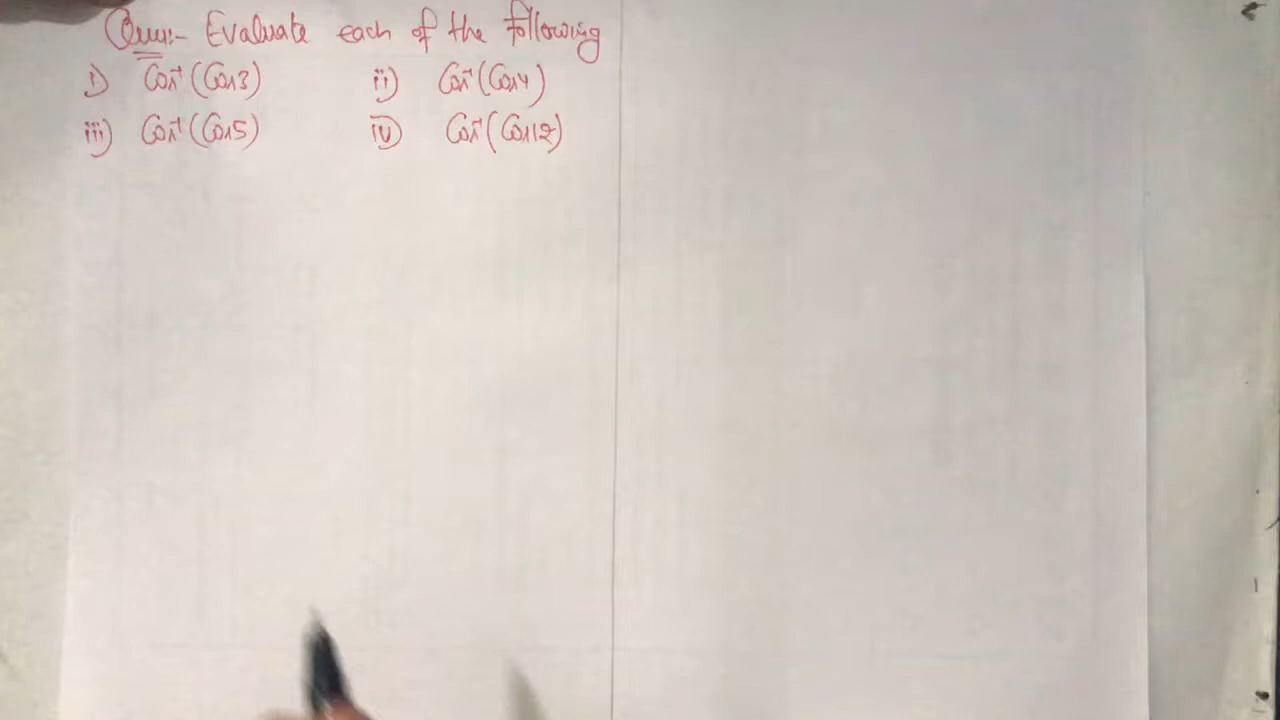 Ques:- Evaluate each of the following
i) Cos⁻¹(Cos3) ii) Cos⁻¹(Cos4)
iii) Cos⁻¹(Cos5) iv) Cos⁻¹(Cos12)